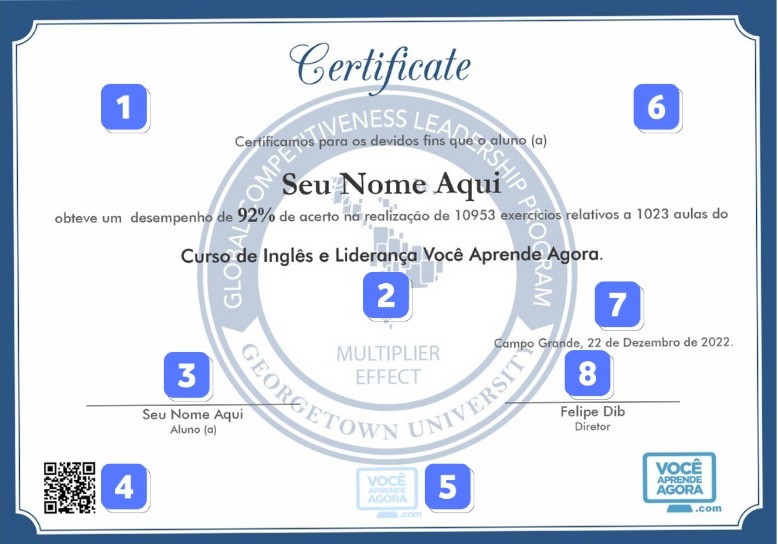 Certificate
1
6
GLOBAL COMPETITIVENESS LEADERSHIP PROGRAM
Certificamos para os devidos fins que o aluno (a)
Seu Nome Aqui
obteve um desempenho de 92% de acerto na realização de 10953 exercícios relativos a 1023 aulas do
Curso de Inglês e Liderança Você Aprende Agora.
2
7
Campo Grande, 22 de Dezembro de 2022.
MULTIPLIER
EFFECT
GEORGETOWN UNIVERSITY
3
8
Seu Nome Aqui
Aluno (a)
Felipe Dib
Diretor
4
VOCÊ
APRENDE
AGORA
.com
5
VOCÊ
APRENDE
AGORA
.com